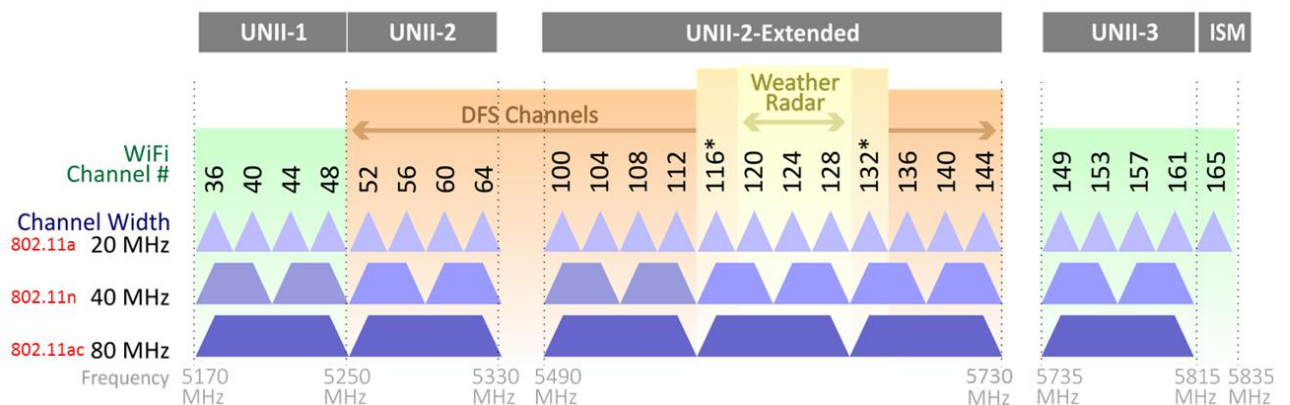 UNII-1 UNII-2 UNII-2-Extended UNII-3 ISM
Weather
Radar
DFS Channels
WiFi
Channel #
36 40 44 48 52 56 60 64 100 104 108 112 116* 120 124 128 132* 136 140 144 149 153 157 161 165
Channel Width
802.11a 20 MHz
802.11n 40 MHz
802.11ac 80 MHz
Frequency 5170 5250 5330 5490 5730 5735 5815 5835
MHz MHz MHz MHz MHz MHz MHz MHz